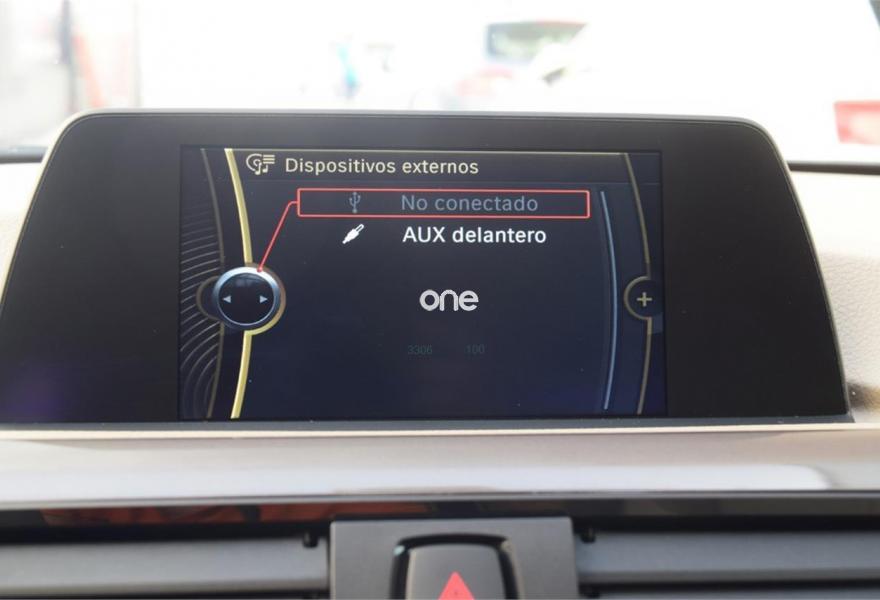 Dispositivos externos
No conectado
AUX delantero
one
3306 100